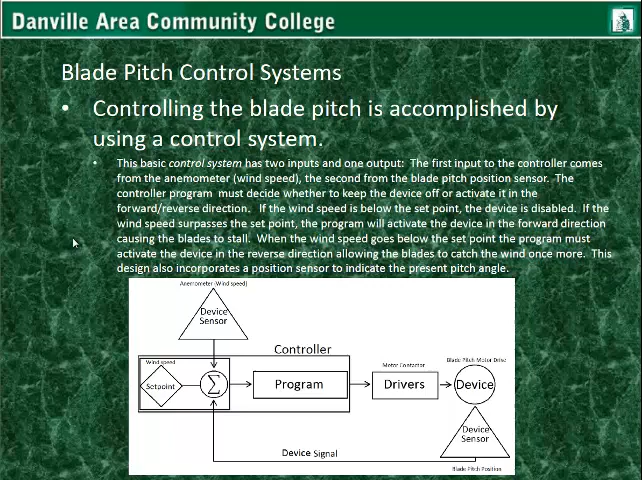 Danville Area Community College
Blade Pitch Control Systems
• Controlling the blade pitch is accomplished by
using a control system.
• This basic control system has two inputs and one output: The first input to the controller comes
from the anemometer (wind speed), the second from the blade pitch position sensor. The
controller program must decide whether to keep the device off or activate it in the
forward/reverse direction. If the wind speed is below the set point, the device is disabled. If the
wind speed surpasses the set point, the program will activate the device in the forward direction
causing the blades to stall. When the wind speed goes below the set point the program must
activate the device in the reverse direction allowing the blades to catch the wind once more. This
design also incorporates a position sensor to indicate the present pitch angle.
Anermometer (Wind speed)
Device
Sensor
Controller
Wind speed
Setpoint
Σ
Program
Motor Contactor
Drivers
Blade Pitch Motor Drive
Device
Device
Sensor
Device Signal
Blade Pitch Position